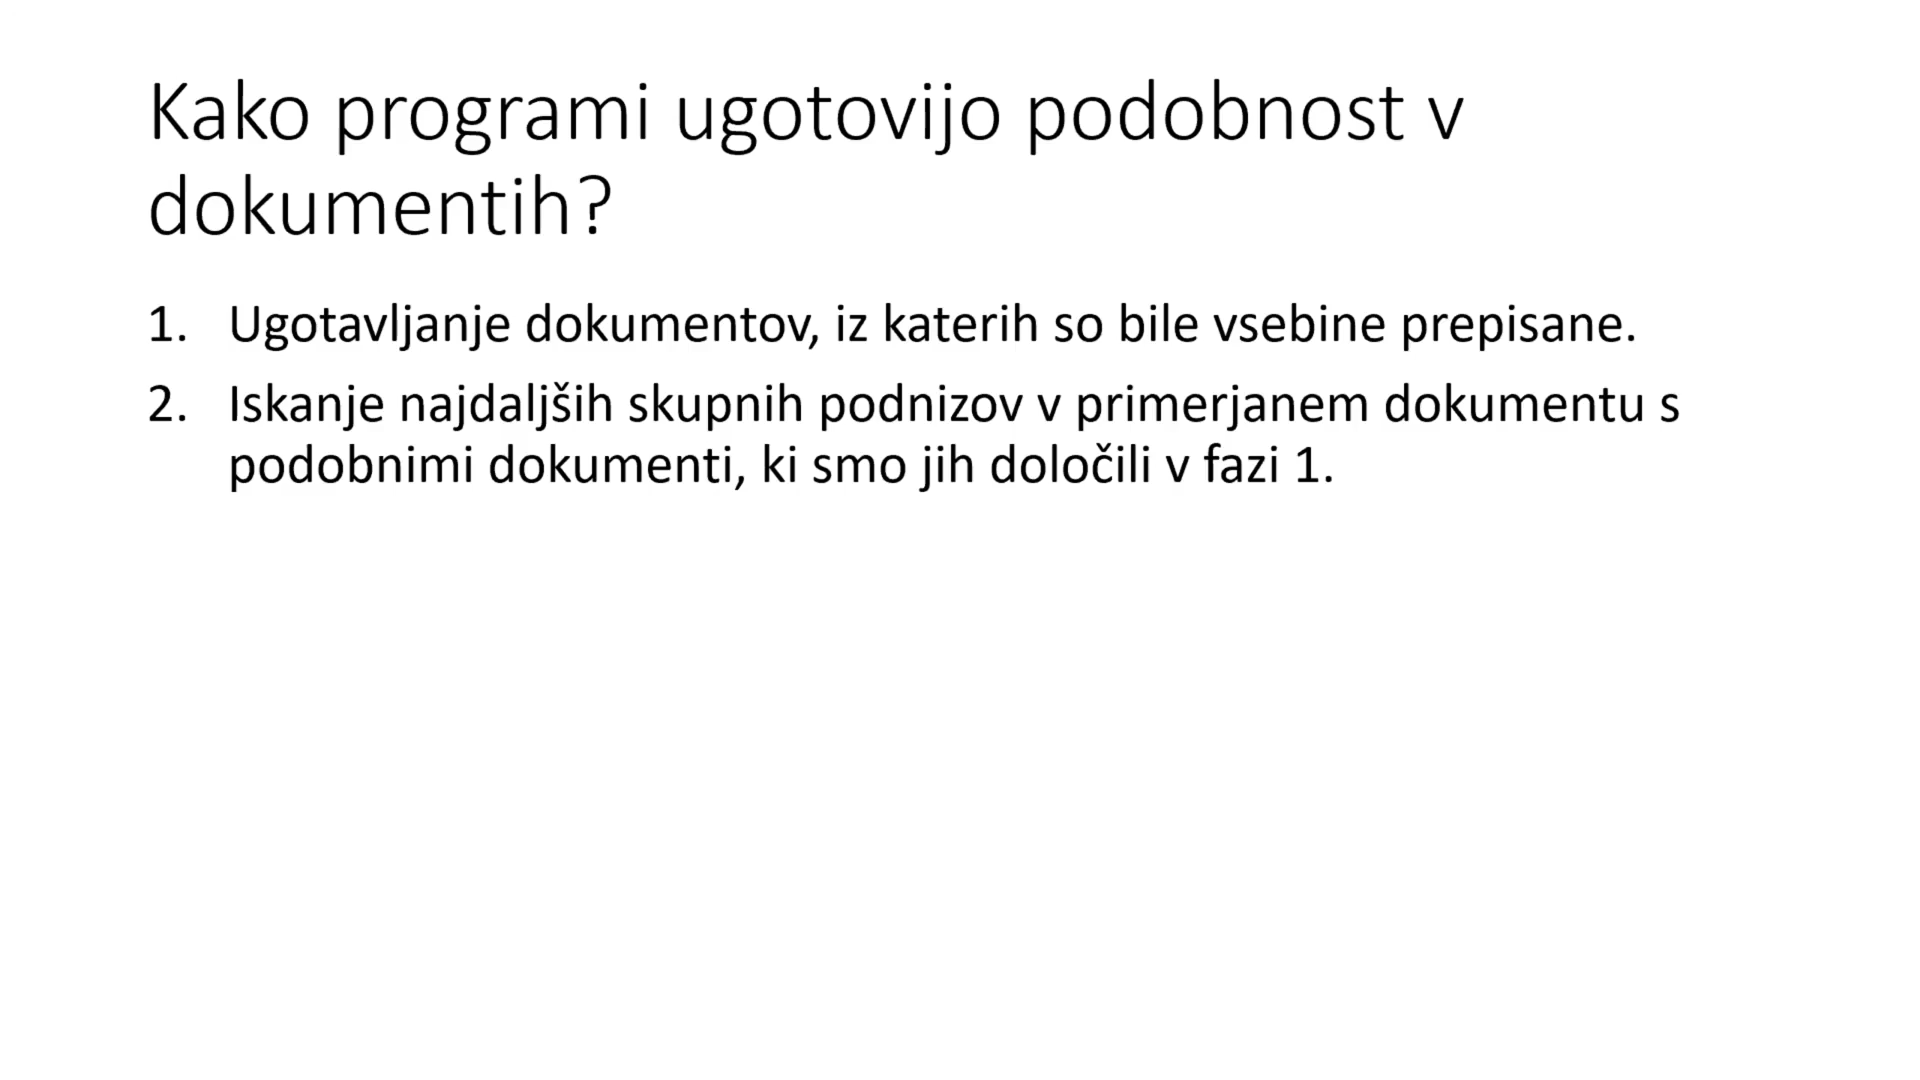 Kako programi ugotovijo podobnost v
dokumentih?
1. Ugotavljanje dokumentov, iz katerih so bile vsebine prepisane.
2. Iskanje najdaljših skupnih podnizov v primerjanem dokumentu s
podobnimi dokumenti, ki smo jih določili v fazi 1.